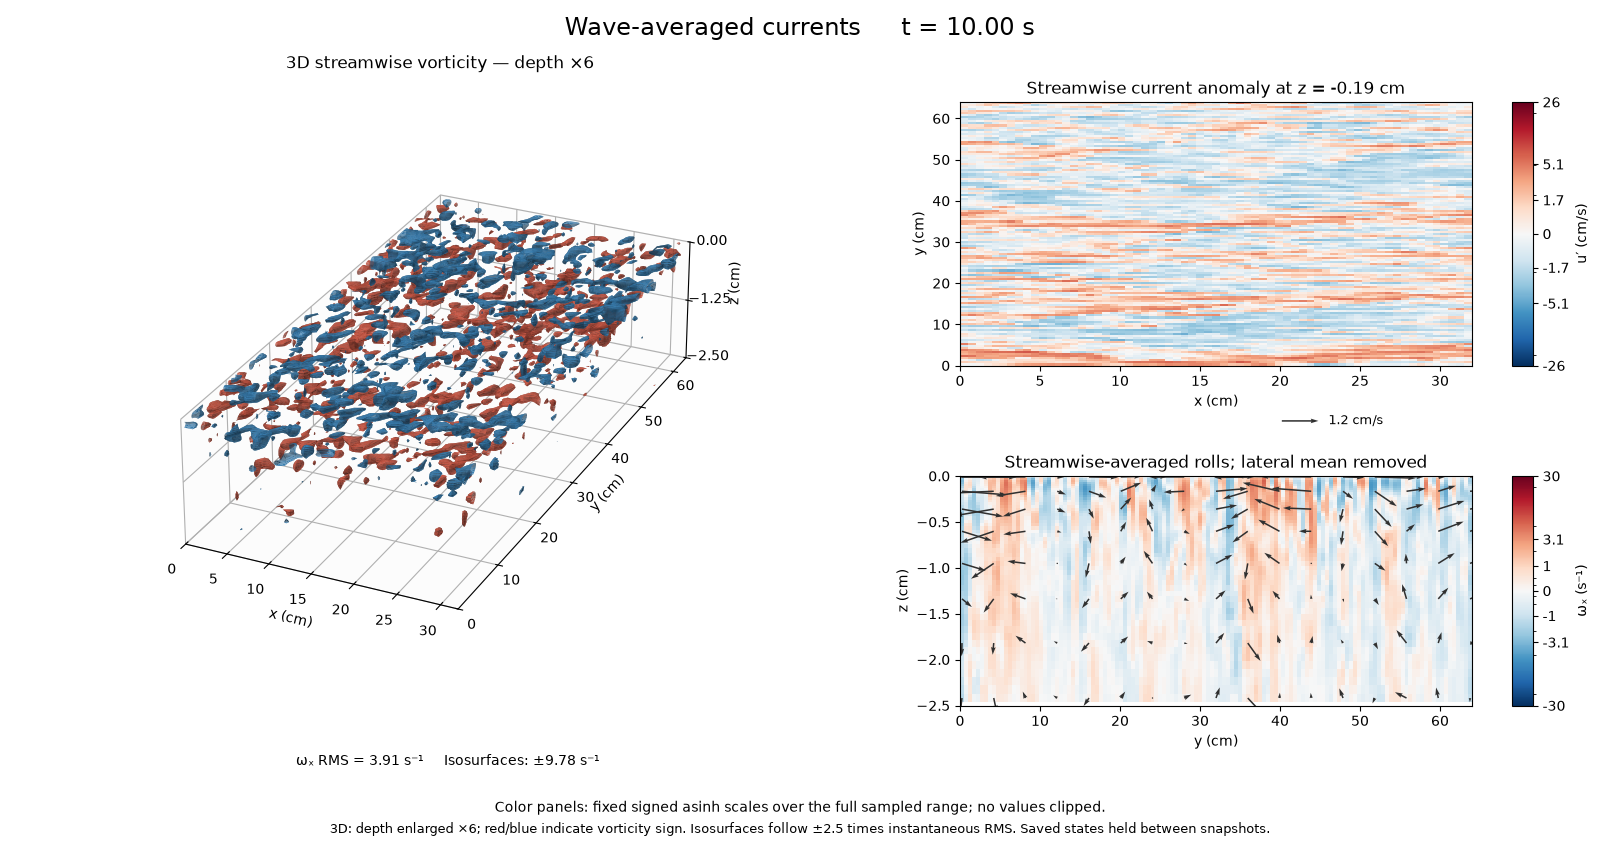 Wave-averaged currents t = 10.00 s
3D streamwise vorticity — depth ×6
0.00
−1.25
−2.50
z (cm)
60
50
40
30
20
10
0
y (cm)
0
5
10
15
20
25
30
x (cm)
ωₓ RMS = 3.91 s⁻¹ Isosurfaces: ±9.78 s⁻¹
Streamwise current anomaly at z = -0.19 cm
60
50
40
30
20
10
0
y (cm)
0 5 10 15 20 25 30
x (cm)
26
5.1
1.7
0
-1.7
-5.1
-26
u′ (cm/s)
1.2 cm/s
Streamwise-averaged rolls; lateral mean removed
0.0
−0.5
−1.0
−1.5
−2.0
−2.5
z (cm)
0 10 20 30 40 50 60
y (cm)
30
3.1
1
0
-1
-3.1
-30
ωₓ (s⁻¹)
Color panels: fixed signed asinh scales over the full sampled range; no values clipped.
3D: depth enlarged ×6; red/blue indicate vorticity sign. Isosurfaces follow ±2.5 times instantaneous RMS. Saved states held between snapshots.